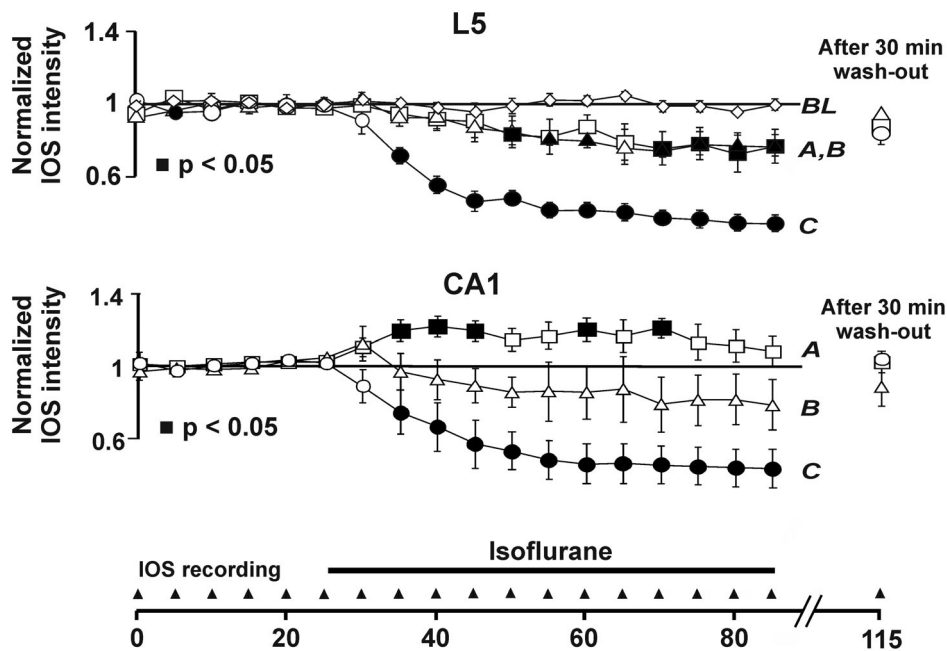 L5
Normalized
IOS intensity
1.4
1
0.6
■ p < 0.05
BL
A,B
C
After 30 min
wash-out
CA1
Normalized
IOS intensity
1.4
1
0.6
■ p < 0.05
A
B
C
After 30 min
wash-out
Isoflurane
IOS recording
0 20 40 60 80 115